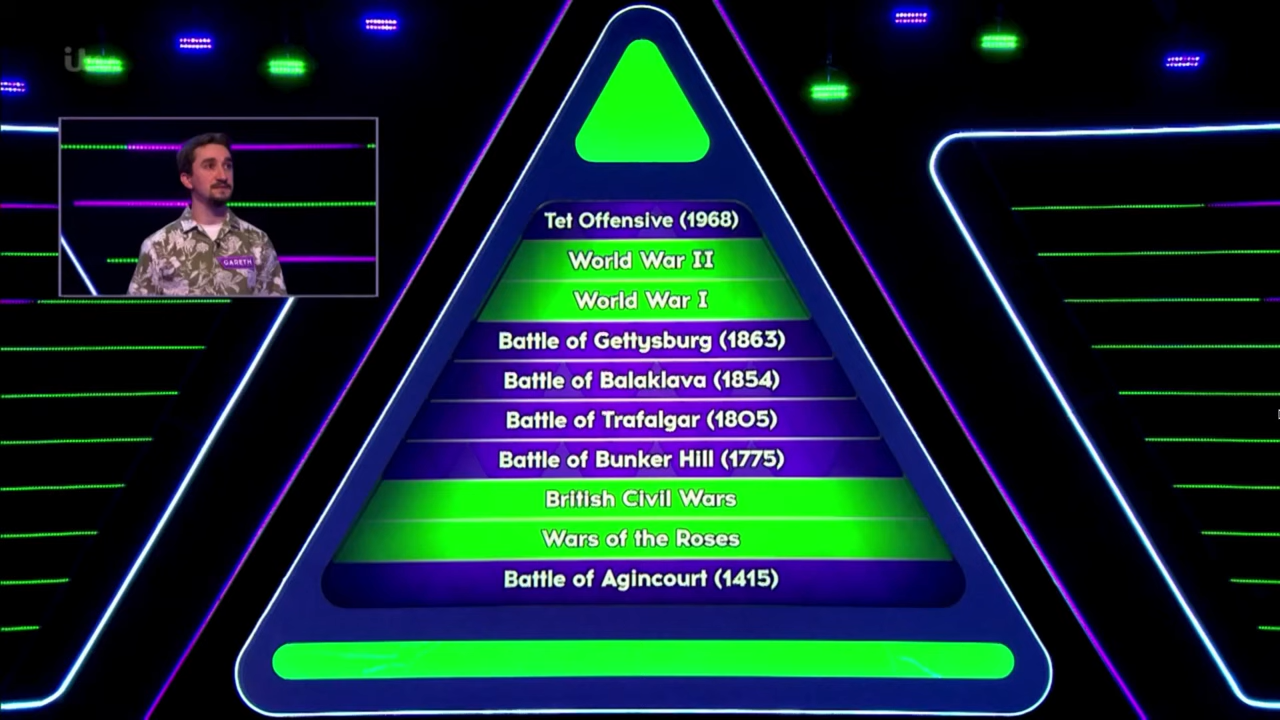 itv
GARETH
Tet Offensive (1968)
World War II
World War I
Battle of Gettysburg (1863)
Battle of Balaklava (1854)
Battle of Trafalgar (1805)
Battle of Bunker Hill (1775)
British Civil Wars
Wars of the Roses
Battle of Agincourt (1415)